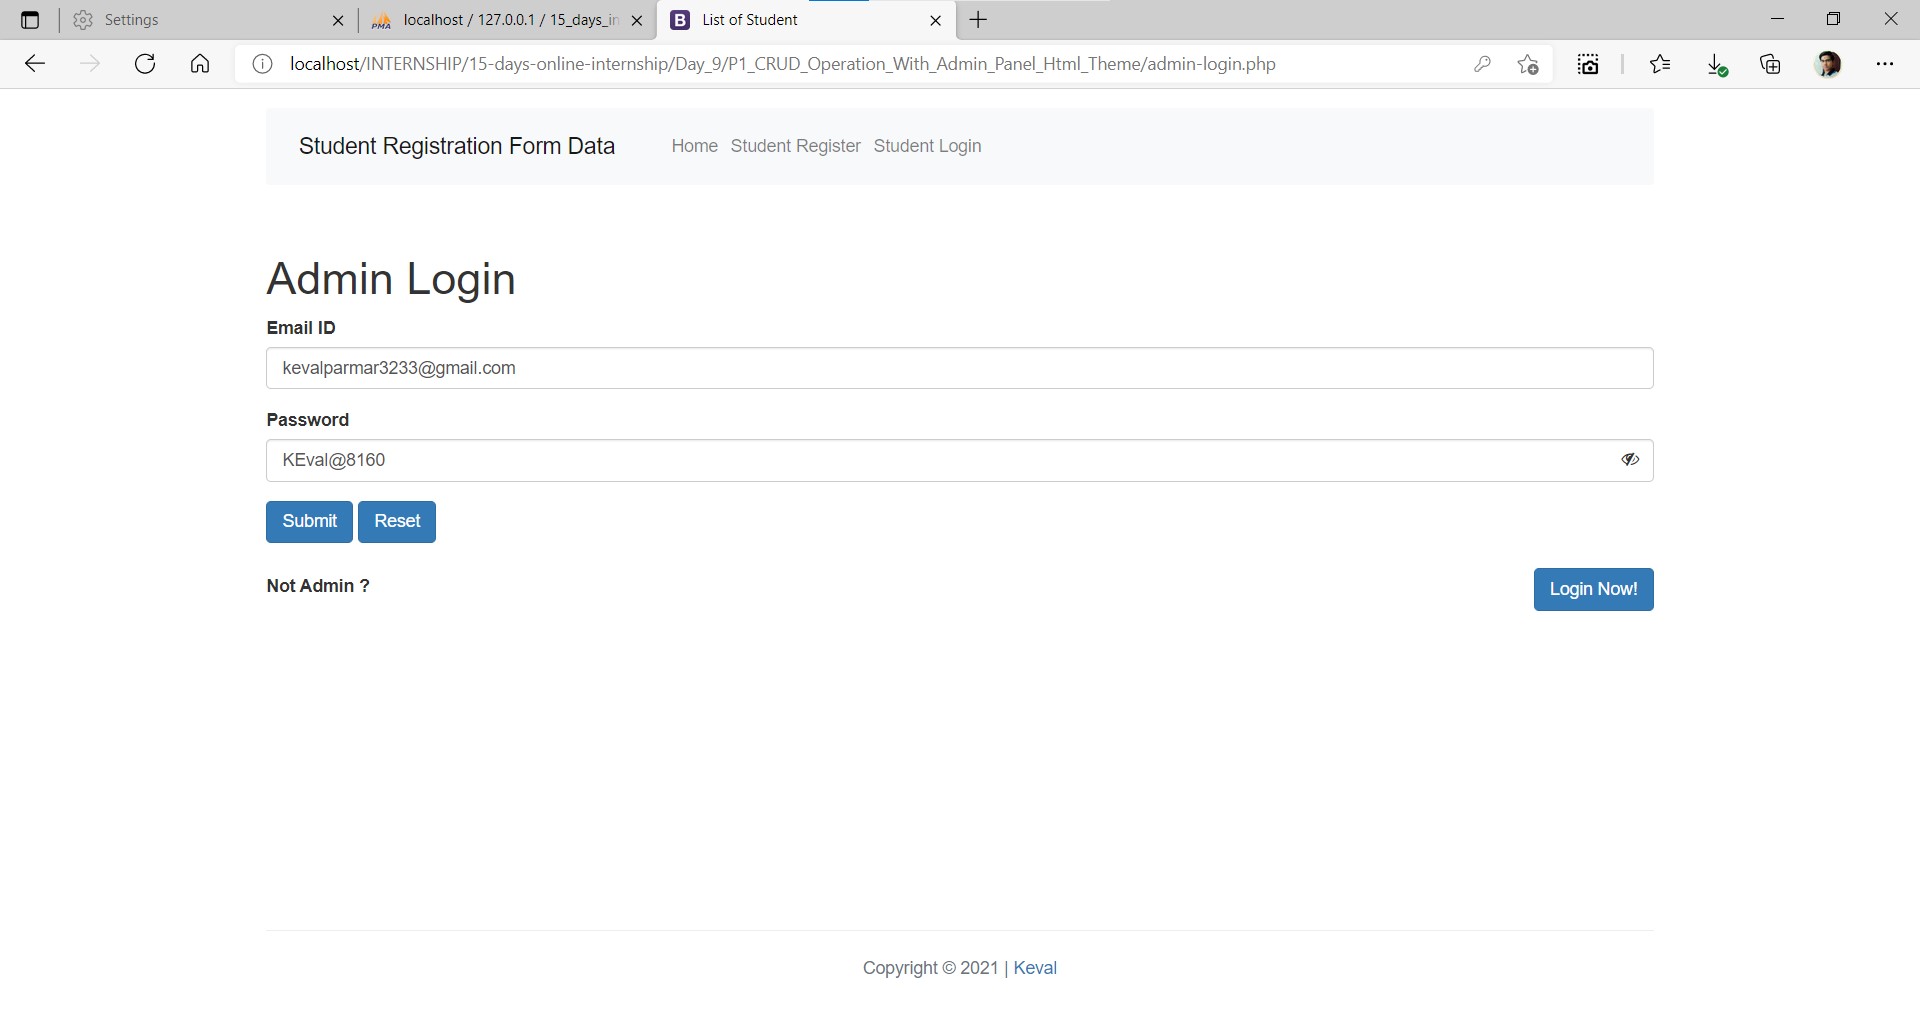 Settings
localhost / 127.0.0.1 / 15_days_in
List of Student
localhost/INTERNSHIP/15-days-online-internship/Day_9/P1_CRUD_Operation_With_Admin_Panel_Html_Theme/admin-login.php
Student Registration Form Data Home Student Register Student Login
Admin Login
Email ID
kevalparmar3233@gmail.com
Password
KEval@8160
Submit Reset
Not Admin ? Login Now!
Copyright © 2021 | Keval